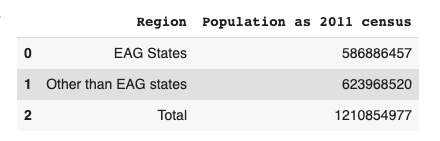 Region Population as 2011 census
0 EAG States 586886457
1 Other than EAG states 623968520
2 Total 1210854977